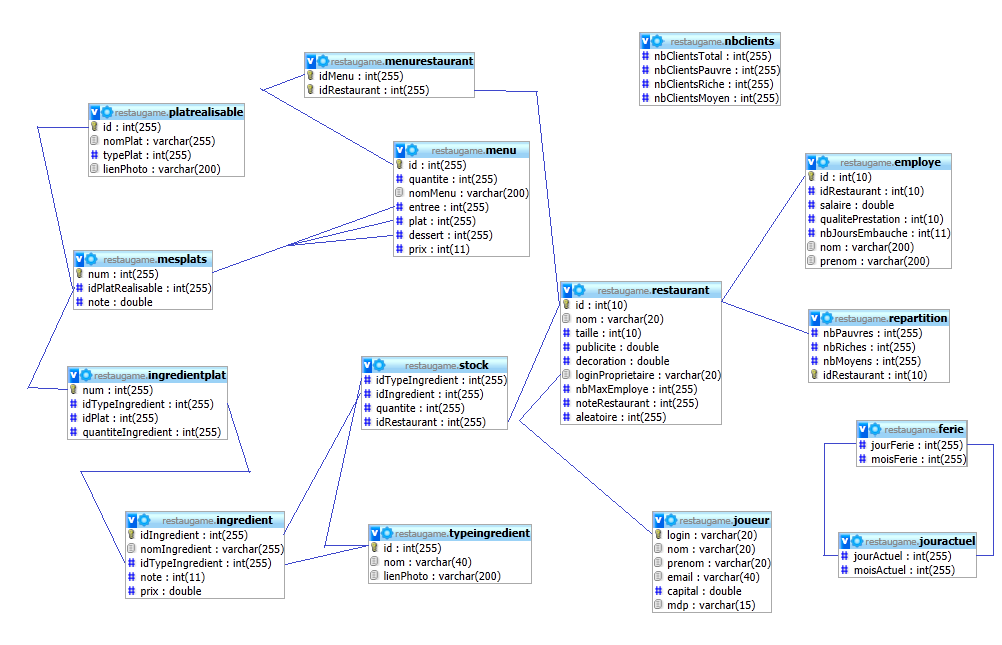 restaugame.nbclients
nbClientsTotal : int(255)
nbClientsPauvre : int(255)
nbClientsRiche : int(255)
nbClientsMoyen : int(255)
restaugame.menurestaurant
idMenu : int(255)
idRestaurant : int(255)
restaugame.platrealisable
id : int(255)
nomPlat : varchar(255)
typePlat : int(255)
lienPhoto : varchar(200)
restaugame.menu
id : int(255)
quantite : int(255)
nomMenu : varchar(200)
entree : int(255)
plat : int(255)
dessert : int(255)
prix : int(11)
restaugame.employe
id : int(10)
idRestaurant : int(10)
salaire : double
qualitePrestation : int(10)
nbJoursEmbauche : int(11)
nom : varchar(200)
prenom : varchar(200)
restaugame.mesplats
num : int(255)
idPlatRealisable : int(255)
note : double
restaugame.restaurant
id : int(10)
nom : varchar(20)
taille : int(10)
publicite : double
decoration : double
loginProprietaire : varchar(20)
nbMaxEmploye : int(255)
noteRestaurant : int(255)
aleatoire : int(255)
restaugame.repartition
nbPauvres : int(255)
nbRiches : int(255)
nbMoyens : int(255)
idRestaurant : int(10)
restaugame.ingredientplat
num : int(255)
idTypeIngredient : int(255)
idPlat : int(255)
quantiteIngredient : int(255)
restaugame.stock
idTypeIngredient : int(255)
idIngredient : int(255)
quantite : int(255)
idRestaurant : int(255)
restaugame.ferie
jourFerie : int(255)
moisFerie : int(255)
restaugame.ingredient
idIngredient : int(255)
nomIngredient : varchar(255)
idTypeIngredient : int(255)
note : int(11)
prix : double
restaugame.typeingredient
id : int(255)
nom : varchar(40)
lienPhoto : varchar(200)
restaugame.joueur
login : varchar(20)
nom : varchar(20)
prenom : varchar(20)
email : varchar(40)
capital : double
mdp : varchar(15)
restaugame.jouractuel
jourActuel : int(255)
moisActuel : int(255)